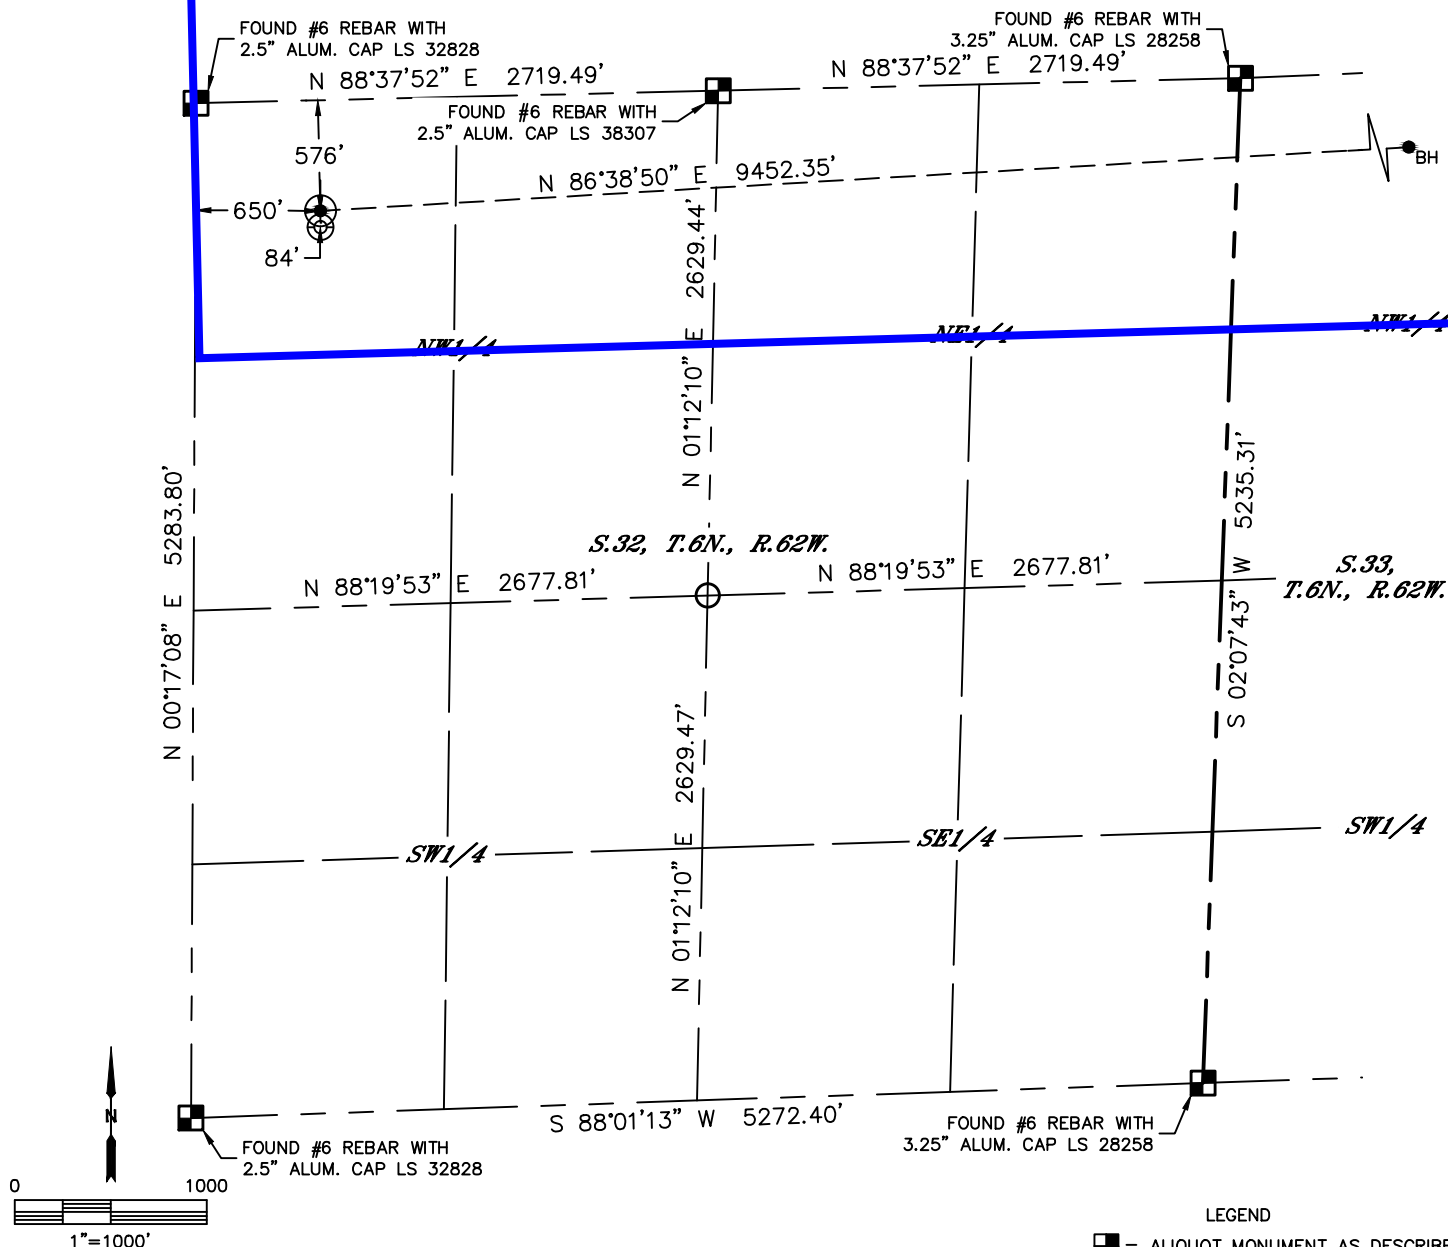 FOUND #6 REBAR WITH
2.5" ALUM. CAP LS 32828
FOUND #6 REBAR WITH
3.25" ALUM. CAP LS 28258
N 88°37'52" E 2719.49'
N 88°37'52" E 2719.49'
FOUND #6 REBAR WITH
2.5" ALUM. CAP LS 38307
576'
BH
N 86°38'50" E 9452.35'
650'
84'
N 01°12'10" E 2629.44'
NW1/4
NE1/4
NW1/4
N 00°17'08" E 5283.80'
S 02°07'43" W 5235.31'
S.32, T.6N., R.62W.
N 88°19'53" E 2677.81'
N 88°19'53" E 2677.81'
S.33,
T.6N., R.62W.
N 01°12'10" E 2629.47'
SW1/4
SE1/4
SW1/4
S 88°01'13" W 5272.40'
N
FOUND #6 REBAR WITH
2.5" ALUM. CAP LS 32828
FOUND #6 REBAR WITH
3.25" ALUM. CAP LS 28258
0 1000
1"=1000'
LEGEND
= ALIQUOT MONUMENT AS DESCRIBE